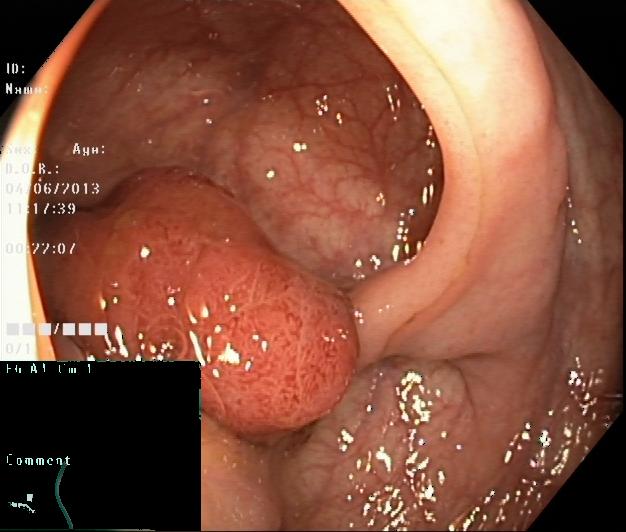 ID:
Name:
Sex: Age:
D.O.B.:
04/06/2013
11:17:39
00:22:07
0/1
Comment